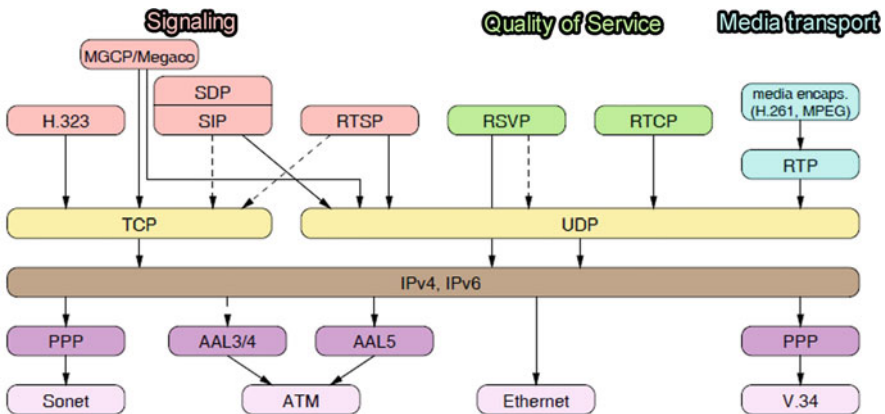 Signaling
Quality of Service
Media transport
MGCP/Megaco
SDP
SIP
H.323
RTSP
RSVP
RTCP
media encaps.
(H.261, MPEG)
RTP
TCP
UDP
IPv4, IPv6
PPP
AAL3/4
AAL5
PPP
Sonet
ATM
Ethernet
V.34